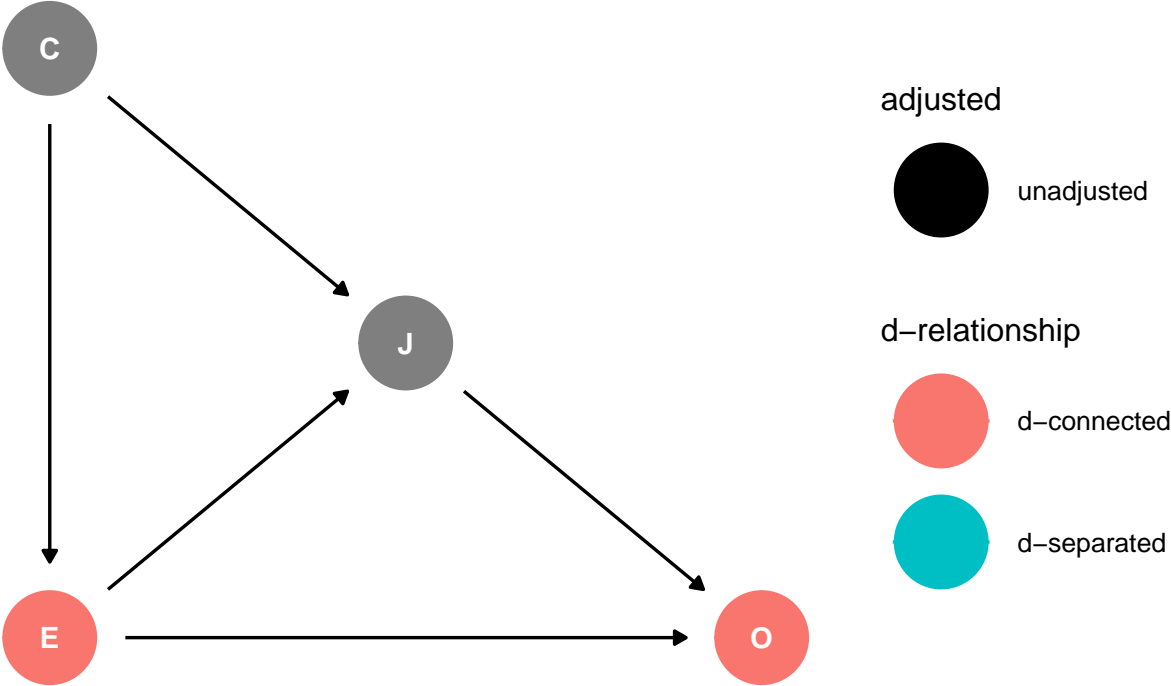 C
J
E
O
adjusted
unadjusted
d−relationship
d−connected
d−separated